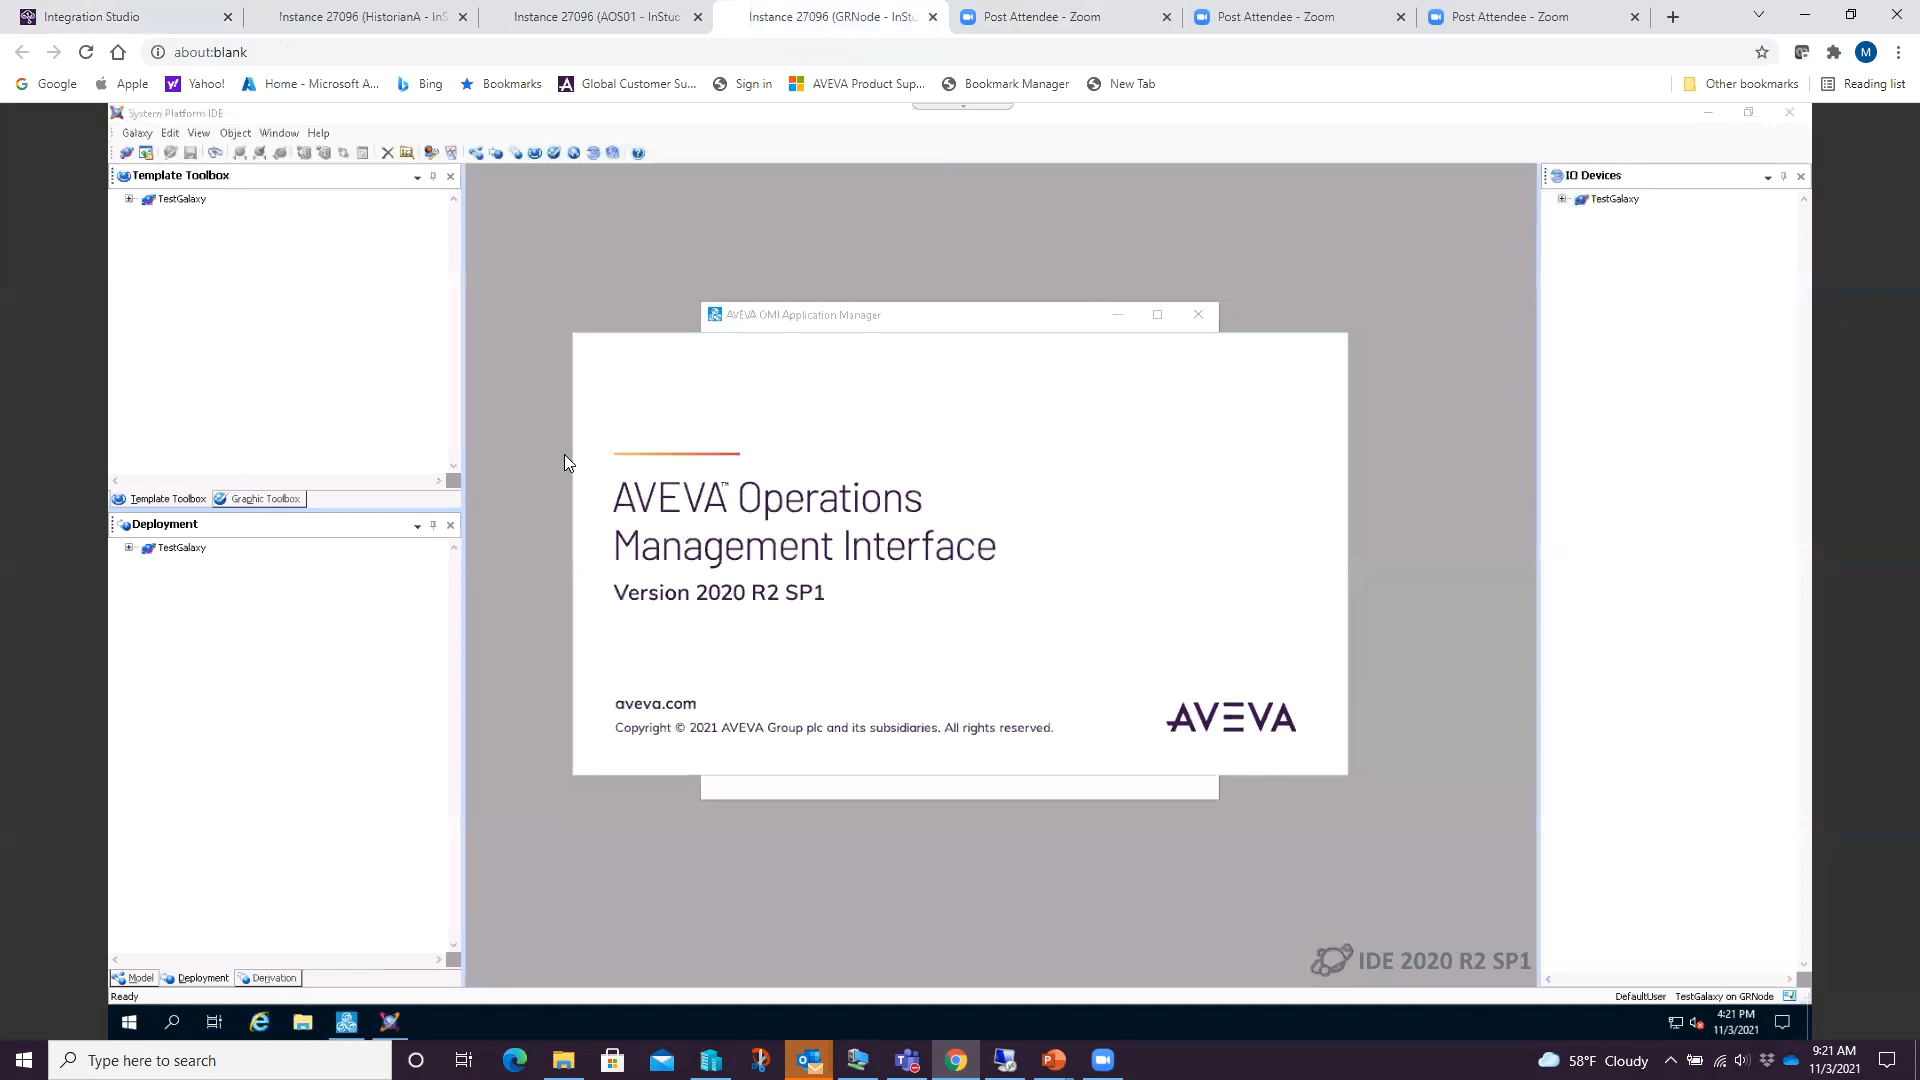 Integration Studio
Instance 27096 (HistorianA - InS
Instance 27096 (AOS01 - InStuc
Instance 27096 (GRNode - InStu
Post Attendee - Zoom
Post Attendee - Zoom
Post Attendee - Zoom
about:blank
M
Google
Apple
Yahoo!
Home - Microsoft A...
Bing
Bookmarks
Global Customer Su...
Sign in
AVEVA Product Sup...
Bookmark Manager
New Tab
Other bookmarks
Reading list
System Platform IDE
Galaxy Edit View Object Window Help
Template Toolbox
TestGalaxy
IO Devices
TestGalaxy
AVEVA OMI Application Manager
AVEVA™ Operations
Management Interface
Version 2020 R2 SP1
aveva.com
Copyright © 2021 AVEVA Group plc and its subsidiaries. All rights reserved.
AVEVA
Template Toolbox
Graphic Toolbox
Deployment
TestGalaxy
IDE 2020 R2 SP1
Model
Deployment
Derivation
Ready
DefaultUser
TestGalaxy on GRNode
4:21 PM
11/3/2021
Type here to search
58°F Cloudy
9:21 AM
11/3/2021